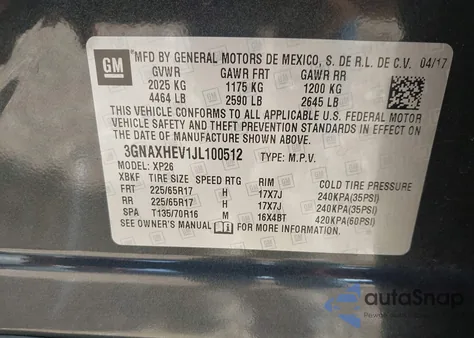 GM
MFD BY GENERAL MOTORS DE MEXICO, S. DE R.L. DE C.V. 04/17
GVWR GAWR FRT GAWR RR
2025 KG 1175 KG 1200 KG
4464 LB 2590 LB 2645 LB
THIS VEHICLE CONFORMS TO ALL APPLICABLE U.S. FEDERAL MOTOR
VEHICLE SAFETY AND THEFT PREVENTION STANDARDS IN EFFECT ON THE
DATE OF MANUFACTURE SHOWN ABOVE.
3GNAXHEV1JL100512 TYPE: M.P.V.
MODEL: XP26
XBKF TIRE SIZE SPEED RTG RIM COLD TIRE PRESSURE
FRT 225/65R17 H 17X7J 240KPA(35PSI)
RR 225/65R17 H 17X7J 240KPA(35PSI)
SPA T135/70R16 M 16X4BT 420KPA(60PSI)
SEE OWNER'S MANUAL FOR MORE INFORMATION
autoSnap
Powered by Auto Auctions